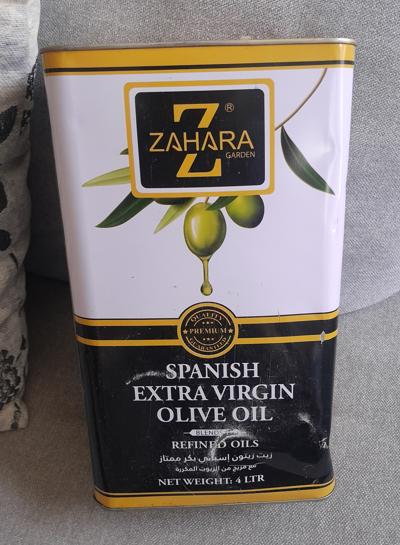 Z ®
ZAHARA
GARDEN
QUALITY
PREMIUM
GUARANTEED
SPANISH
EXTRA VIRGIN
OLIVE OIL
REFINED OILS
زيت زيتون إسباني بكر ممتاز
مع مزيج من الزيوت المكررة
NET WEIGHT: 4 LTR